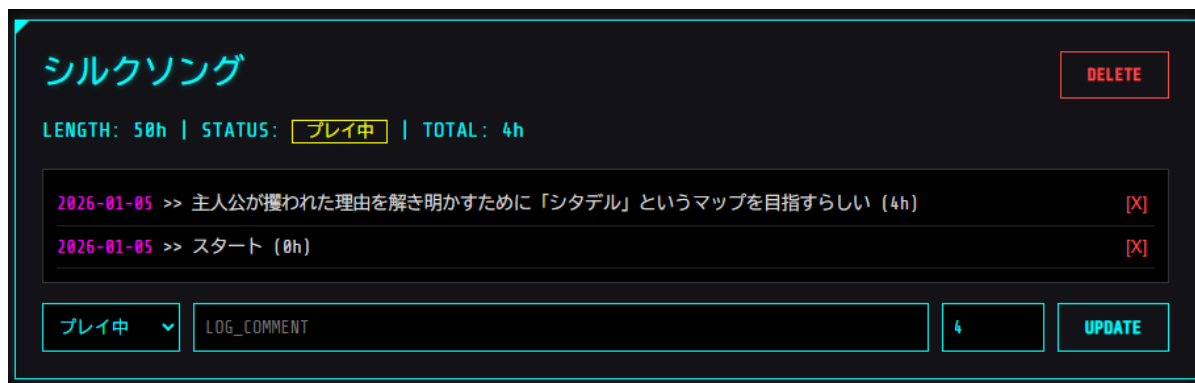 シルクソング
DELETE
LENGTH: 50h | STATUS: プレイ中 | TOTAL: 4h
2026-01-05 >> 主人公が攫われた理由を解き明かすために「シタデル」というマップを目指すらしい (4h) [X]
2026-01-05 >> スタート (0h) [X]
プレイ中 LOG_COMMENT 4 UPDATE